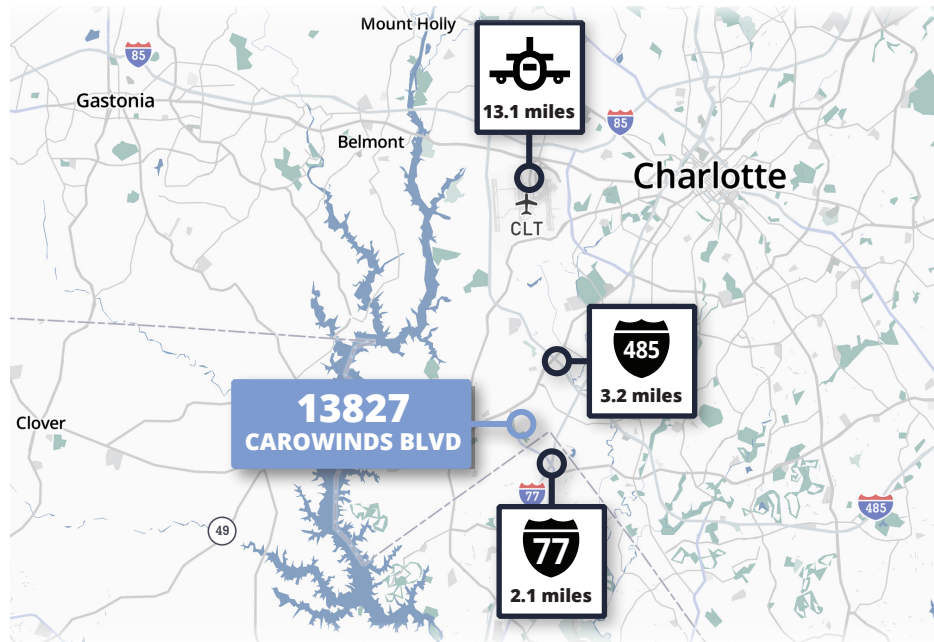 Mount Holly
85
Gastonia
13.1 miles
85
Belmont
Charlotte
CLT
485
3.2 miles
13827
CAROWINDS BLVD
Clover
77
485
49
77
2.1 miles